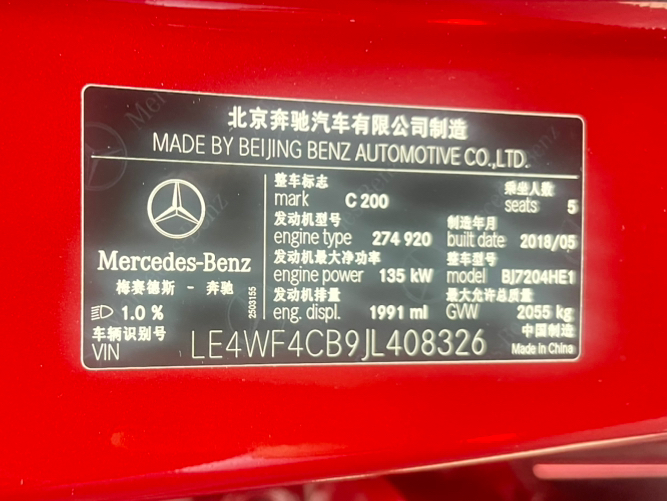 北京奔驰汽车有限公司制造
MADE BY BEIJING BENZ AUTOMOTIVE CO.,LTD.
Mercedes-Benz
梅赛德斯 - 奔驰
1.0 %
2503155
整车标志 乘坐人数
mark C 200 seats 5
发动机型号 制造年月
engine type 274 920 built date 2018/05
发动机最大净功率 整车型号
engine power 135 kW model BJ7204HE1
发动机排量 最大允许总质量
eng. displ. 1991 ml GVW 2055 kg
车辆识别号 中国制造
VIN LE4WF4CB9JL408326 Made in China